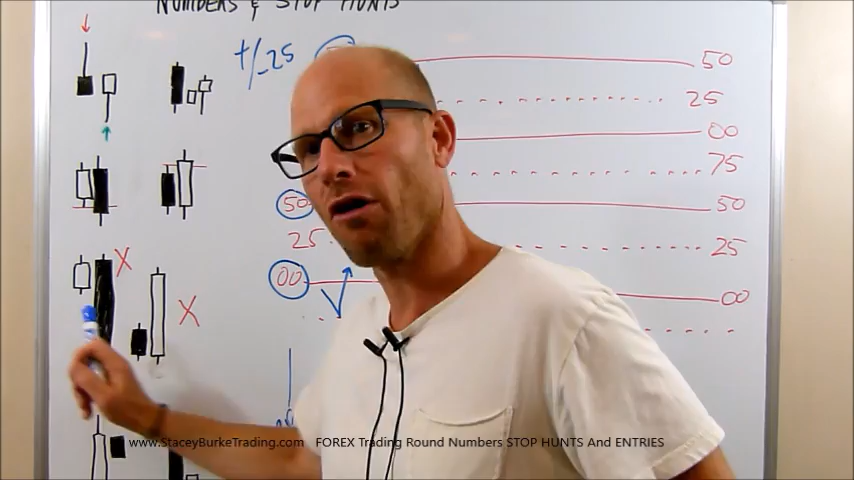 NUMBERS & STOP HUNTS
+/-25
50
25
00
75
50 50
25 25
00 00
X
X
www.StaceyBurkeTrading.com FOREX Trading Round Numbers STOP HUNTS And ENTRIES